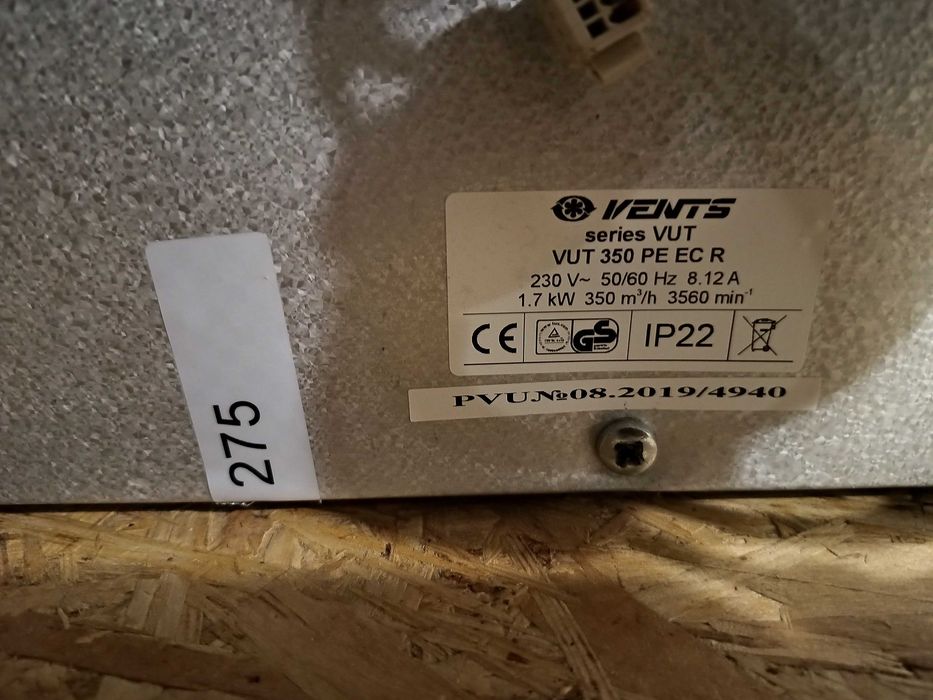 VENTS
series VUT
VUT 350 PE EC R
230 V~ 50/60 Hz 8.12 A
1.7 kW 350 m³/h 3560 min⁻¹
CE
GS
IP22
PVU№08.2019/4940
275